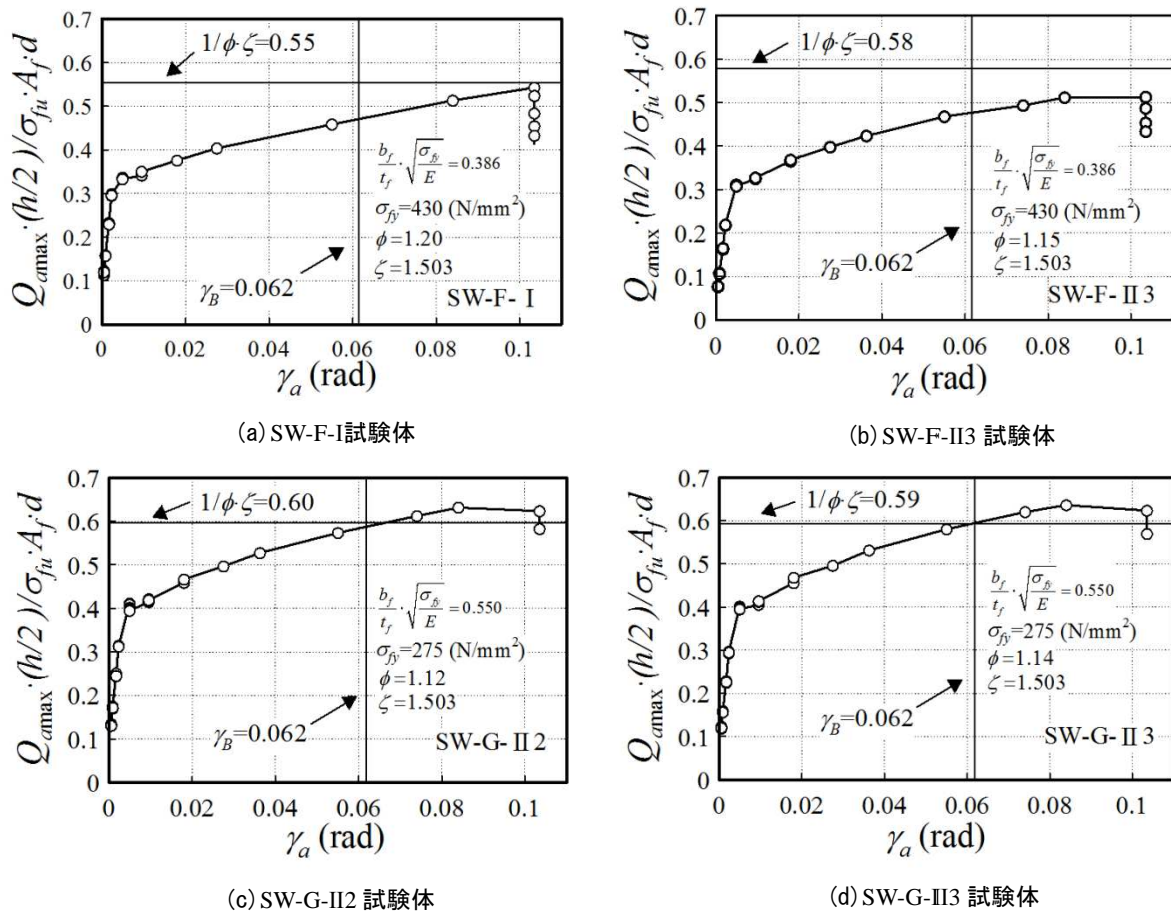 0.7
0.6
0.5
0.4
0.3
0.2
0.1
0
Q_amax·(h/2)/σ_fu·A_f·d
1/φ·ζ=0.55
b_f/t_f·√(σ_fy/E)=0.386
σ_fy=430 (N/mm²)
φ=1.20
ζ=1.503
γ_B=0.062
SW-F-Ⅰ
0 0.02 0.04 0.06 0.08 0.1
γ_a (rad)
(a) SW-F-I試験体
0.7
0.6
0.5
0.4
0.3
0.2
0.1
0
Q_amax·(h/2)/σ_fu·A_f·d
1/φ·ζ=0.58
b_f/t_f·√(σ_fy/E)=0.386
σ_fy=430 (N/mm²)
φ=1.15
ζ=1.503
γ_B=0.062
SW-F-Ⅱ3
0 0.02 0.04 0.06 0.08 0.1
γ_a (rad)
(b) SW-F-II3 試験体
0.7
0.6
0.5
0.4
0.3
0.2
0.1
0
Q_amax·(h/2)/σ_fu·A_f·d
1/φ·ζ=0.60
b_f/t_f·√(σ_fy/E)=0.550
σ_fy=275 (N/mm²)
φ=1.12
ζ=1.503
γ_B=0.062
SW-G-Ⅱ2
0 0.02 0.04 0.06 0.08 0.1
γ_a (rad)
(c) SW-G-II2 試験体
0.7
0.6
0.5
0.4
0.3
0.2
0.1
0
Q_amax·(h/2)/σ_fu·A_f·d
1/φ·ζ=0.59
b_f/t_f·√(σ_fy/E)=0.550
σ_fy=275 (N/mm²)
φ=1.14
ζ=1.503
γ_B=0.062
SW-G-Ⅱ3
0 0.02 0.04 0.06 0.08 0.1
γ_a (rad)
(d) SW-G-II3 試験体